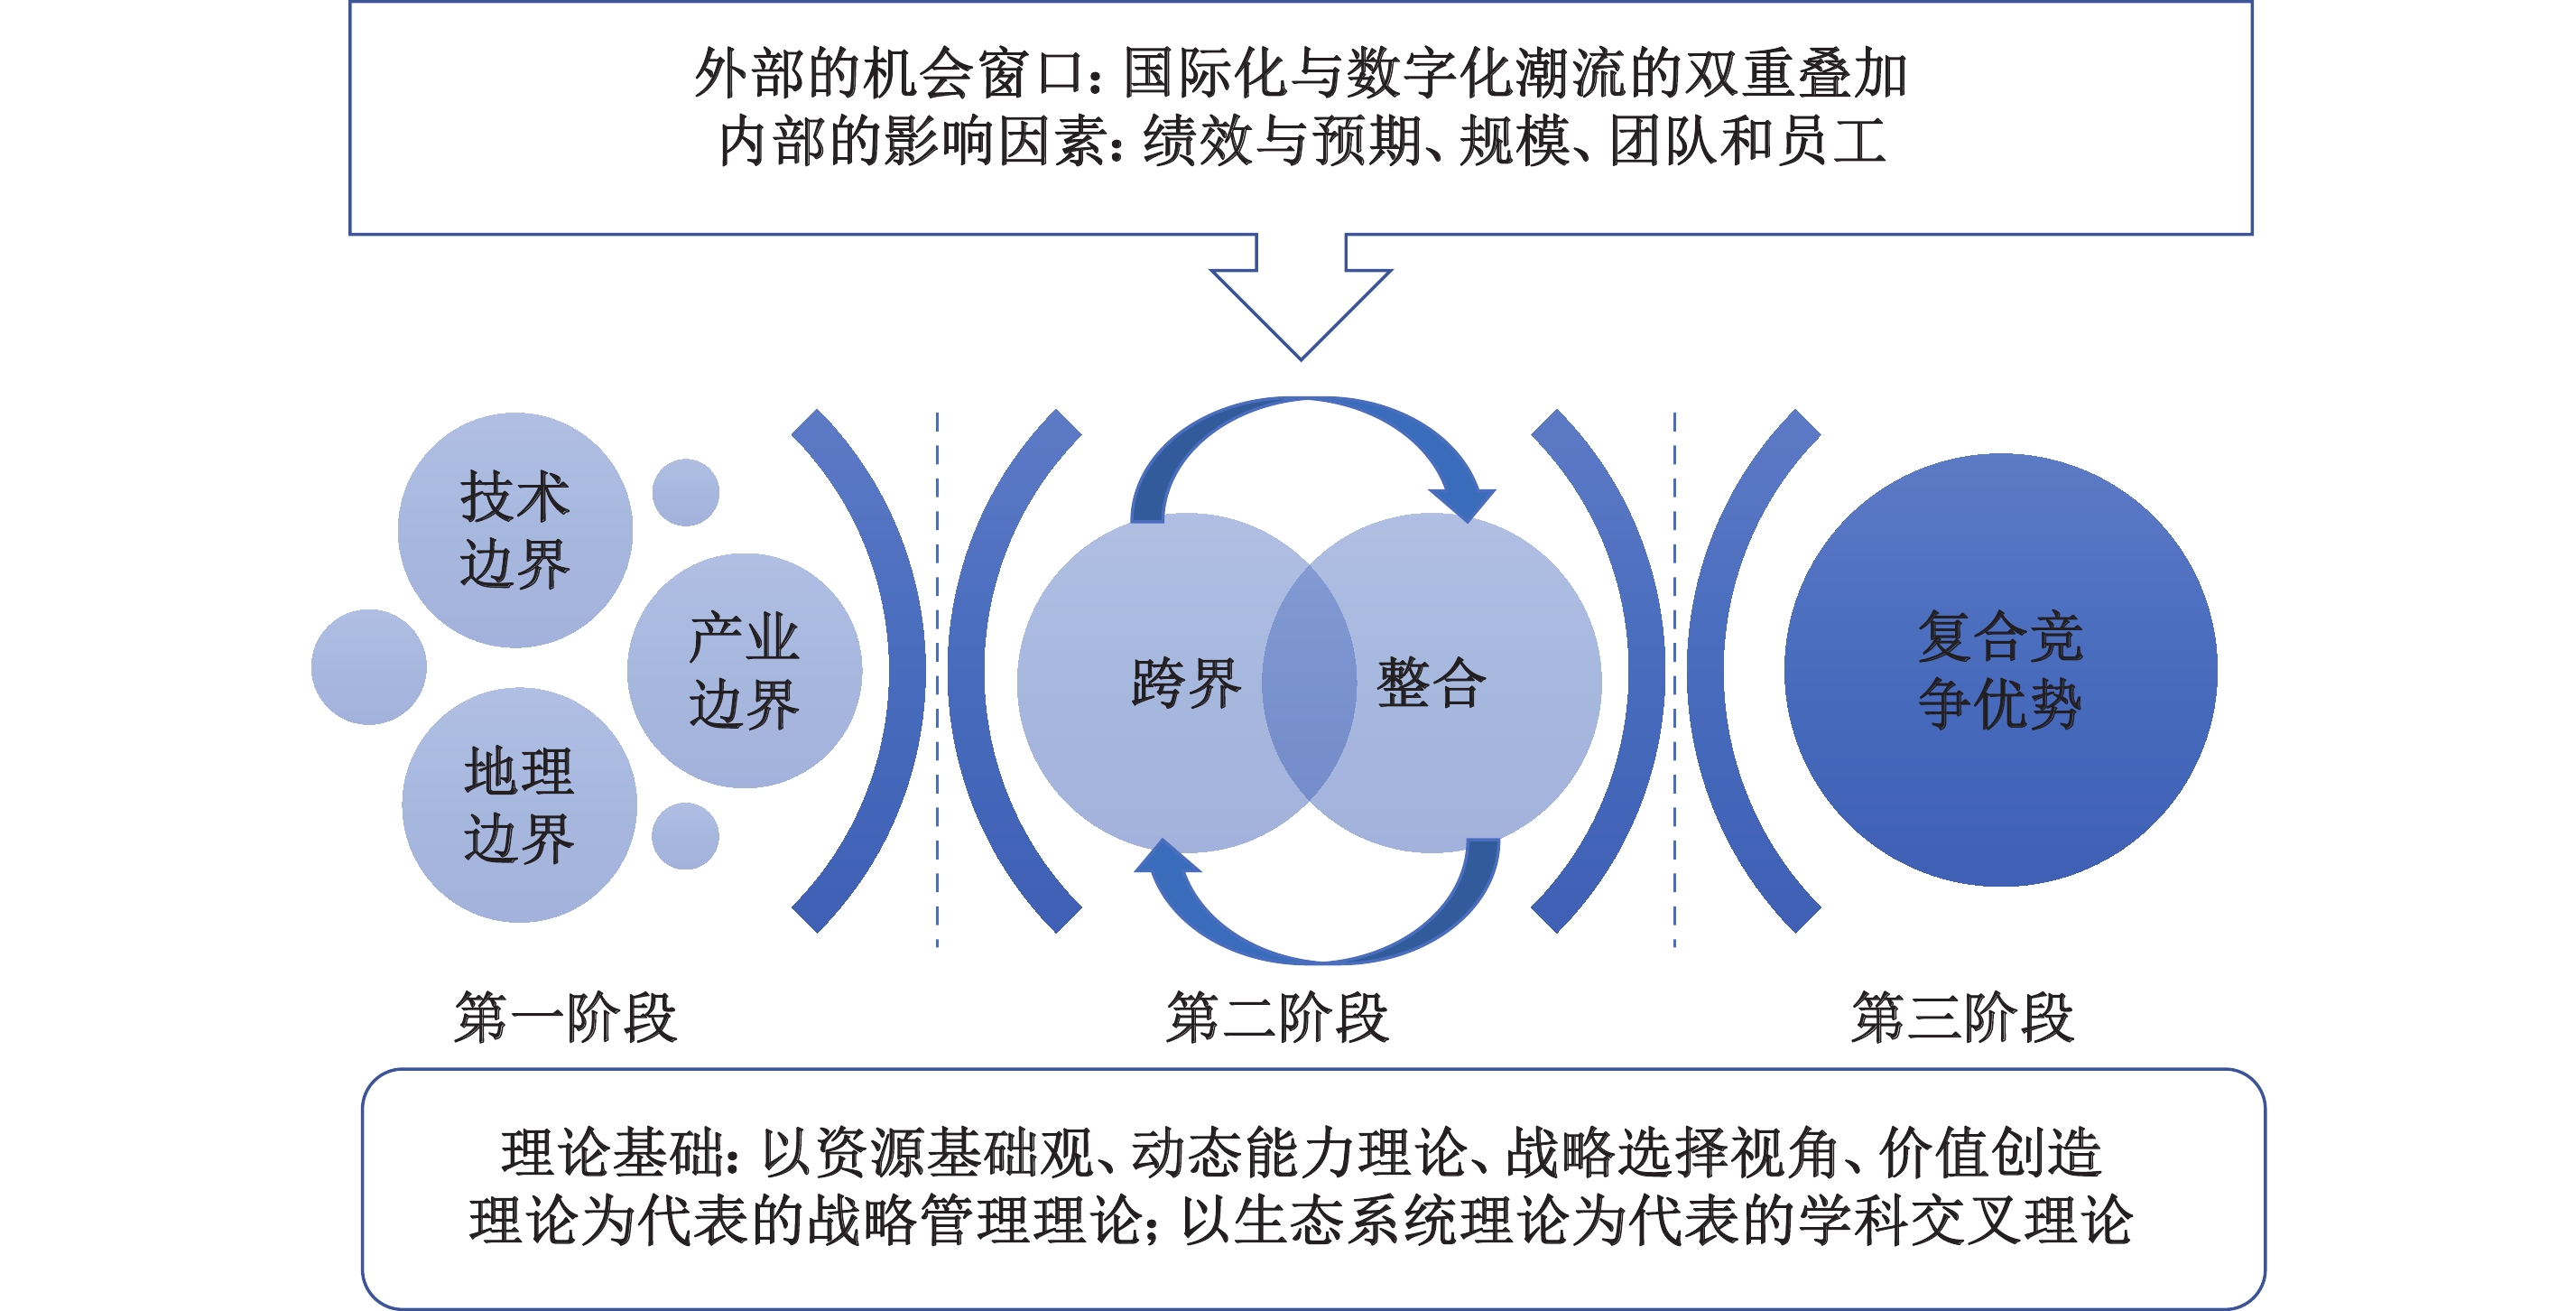 外部的机会窗口：国际化与数字化潮流的双重叠加
内部的影响因素：绩效与预期、规模、团队和员工
技术
边界
产业
边界
地理
边界
跨界
整合
复合竞
争优势
第一阶段
第二阶段
第三阶段
理论基础：以资源基础观、动态能力理论、战略选择视角、价值创造
理论为代表的战略管理理论；以生态系统理论为代表的学科交叉理论